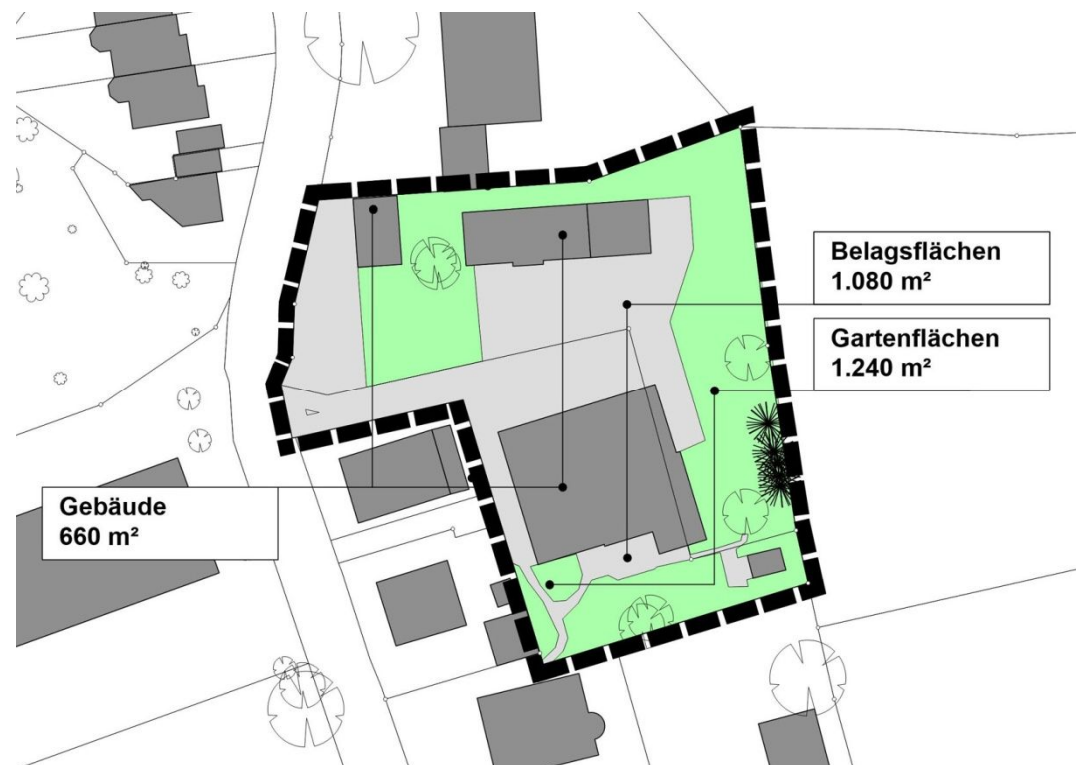 Belagsflächen
1.080 m²
Gartenflächen
1.240 m²
Gebäude
660 m²